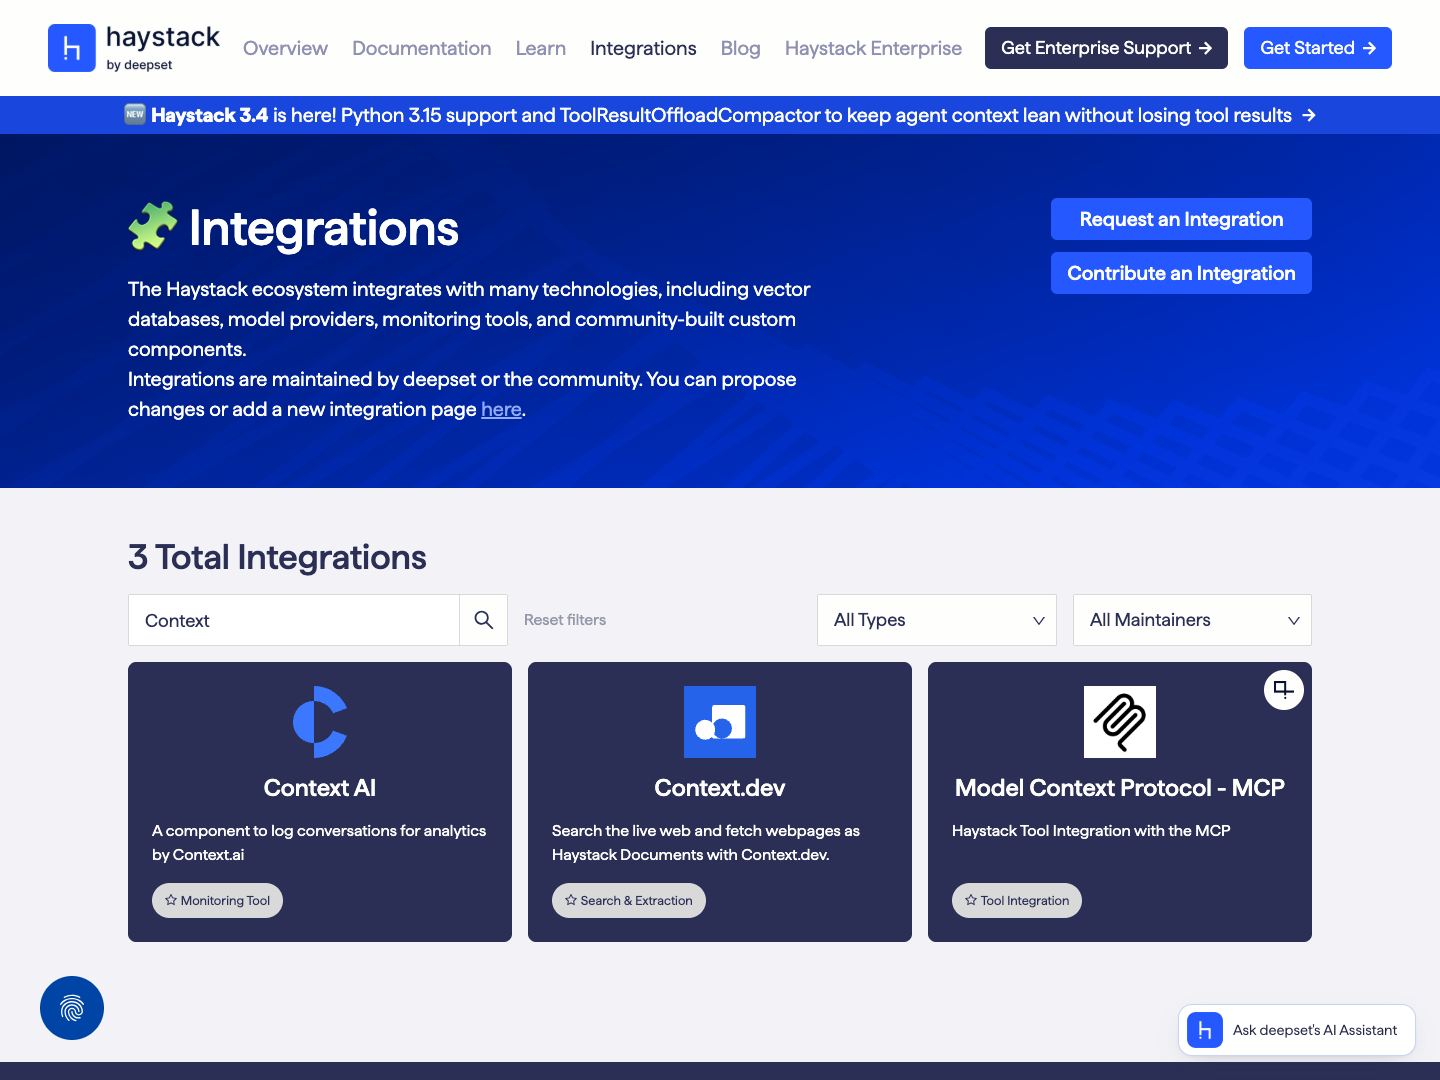 haystack
by deepset
Overview
Documentation
Learn
Integrations
Blog
Haystack Enterprise
Get Enterprise Support →
Get Started →
🆕 Haystack 3.4 is here! Python 3.15 support and ToolResultOffloadCompactor to keep agent context lean without losing tool results →
🧩 Integrations
The Haystack ecosystem integrates with many technologies, including vector
databases, model providers, monitoring tools, and community-built custom
components.
Integrations are maintained by deepset or the community. You can propose
changes or add a new integration page here.
Request an Integration
Contribute an Integration
3 Total Integrations
Context
Reset filters
All Types
All Maintainers
Context AI
A component to log conversations for analytics
by Context.ai
Monitoring Tool
Context.dev
Search the live web and fetch webpages as
Haystack Documents with Context.dev.
Search & Extraction
Model Context Protocol - MCP
Haystack Tool Integration with the MCP
Tool Integration
Ask deepset's AI Assistant